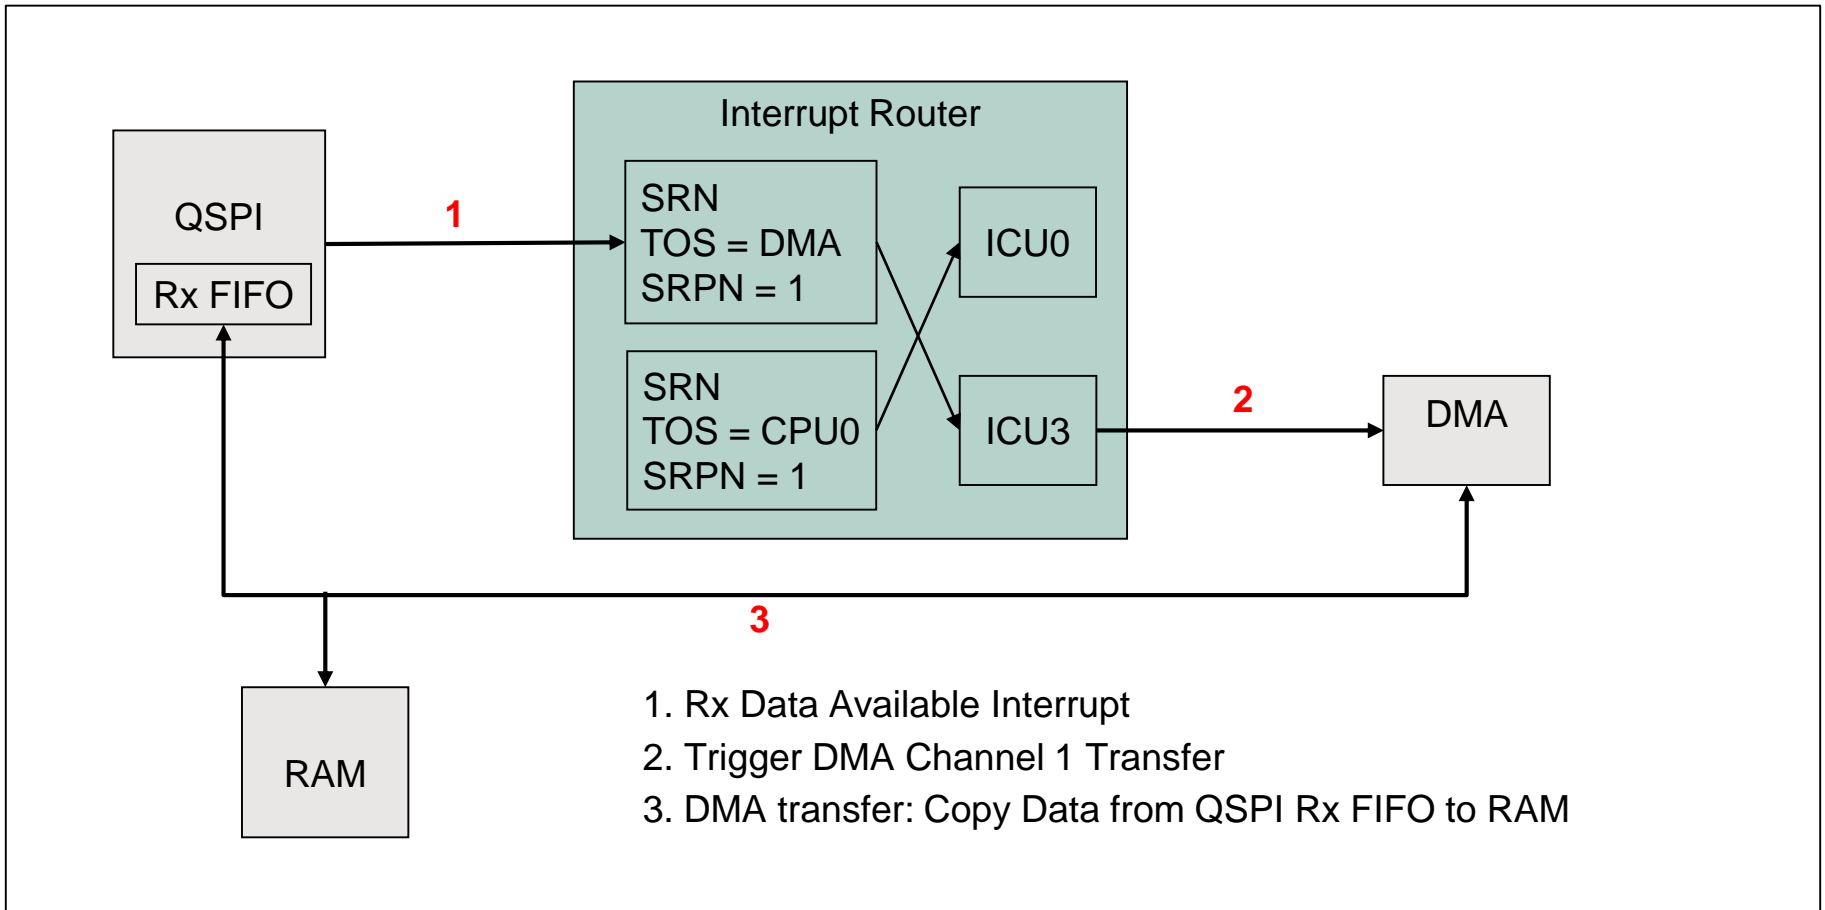 Interrupt Router
QSPI
Rx FIFO
1
SRN
TOS = DMA
SRPN = 1
ICU0
SRN
TOS = CPU0
SRPN = 1
ICU3
2
DMA
3
RAM
1. Rx Data Available Interrupt
2. Trigger DMA Channel 1 Transfer
3. DMA transfer: Copy Data from QSPI Rx FIFO to RAM